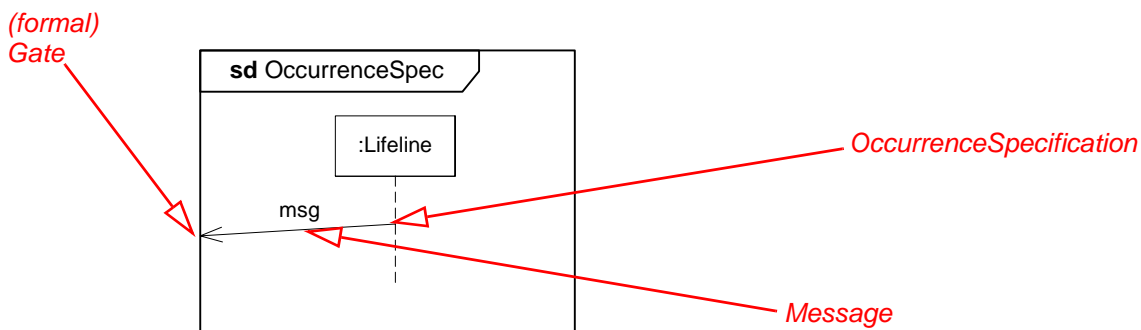 (formal)
Gate
sd OccurrenceSpec
:Lifeline
OccurrenceSpecification
msg
Message